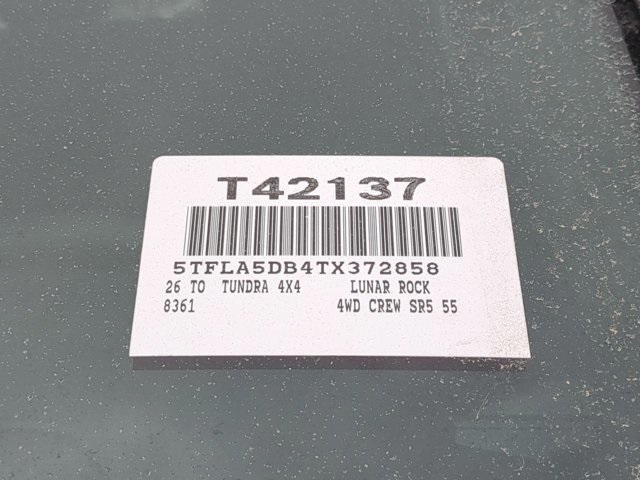 T42137
5TFLA5DB4TX372858
26 TO TUNDRA 4X4 LUNAR ROCK
8361 4WD CREW SR5 55